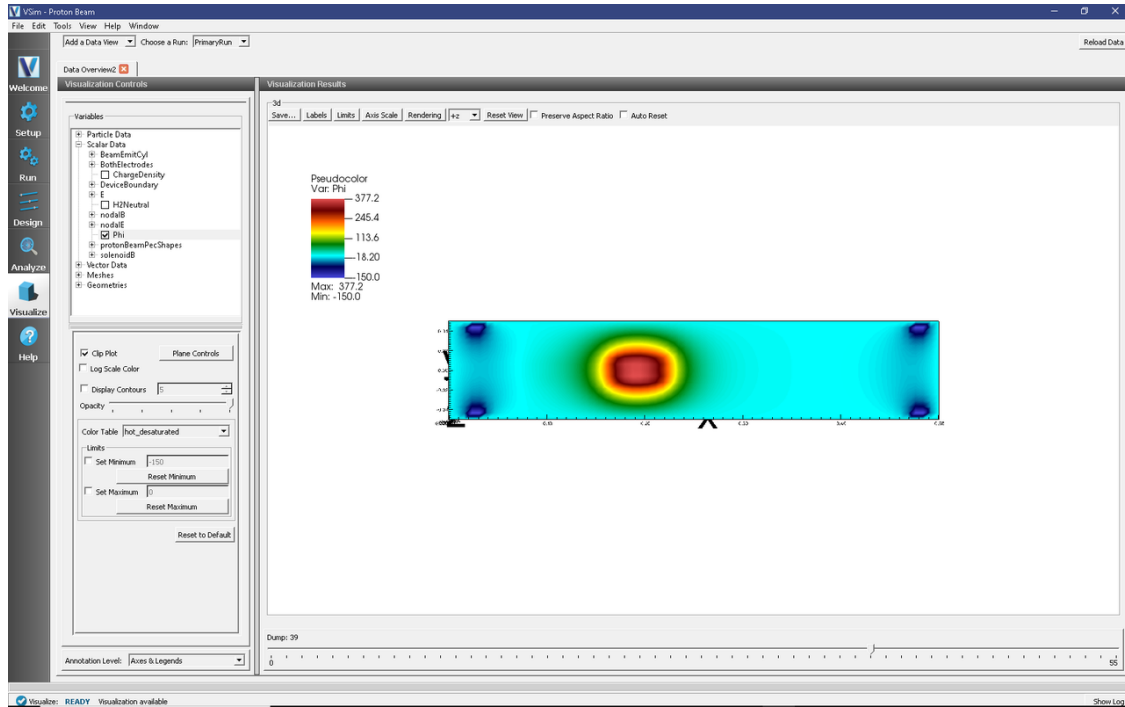 VSim - Proton Beam
File Edit Tools View Help Window
Add a Data View Choose a Run: PrimaryRun Reload Data
Data Overview2
Welcome
Setup
Run
Design
Analyze
Visualize
Help
Visualization Controls
Variables
Particle Data
Scalar Data
BeamEmitCyl
BothElectrodes
ChargeDensity
DeviceBoundary
E
H2Neutral
nodalB
nodalE
Phi
protonBeamPecShapes
solenoidB
Vector Data
Meshes
Geometries
Clip Plot Plane Controls
Log Scale Color
Display Contours 5
Opacity
Color Table hot_desaturated
Limits
Set Minimum -150
Reset Minimum
Set Maximum 0
Reset Maximum
Reset to Default
Annotation Level: Axes & Legends
Visualization Results
3d
Save... Labels Limits Axis Scale Rendering +z Reset View Preserve Aspect Ratio Auto Reset
Pseudocolor
Var: Phi
377.2
245.4
113.6
-18.20
-150.0
Max: 377.2
Min: -150.0
Dump: 39
0 55
Visualize: READY Visualization available Show Log